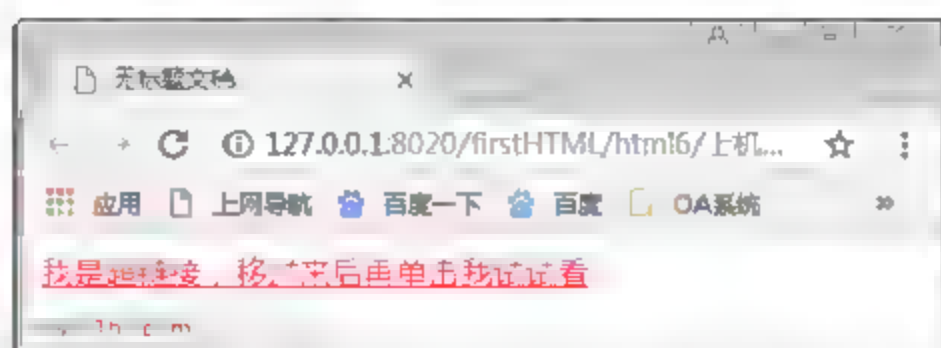 无标题文档
127.0.0.1:8020/firstHTML/html6/上机...
应用 上网导航 百度一下 百度 OA系统 »
我是超链接，移 来后再单击我试试看